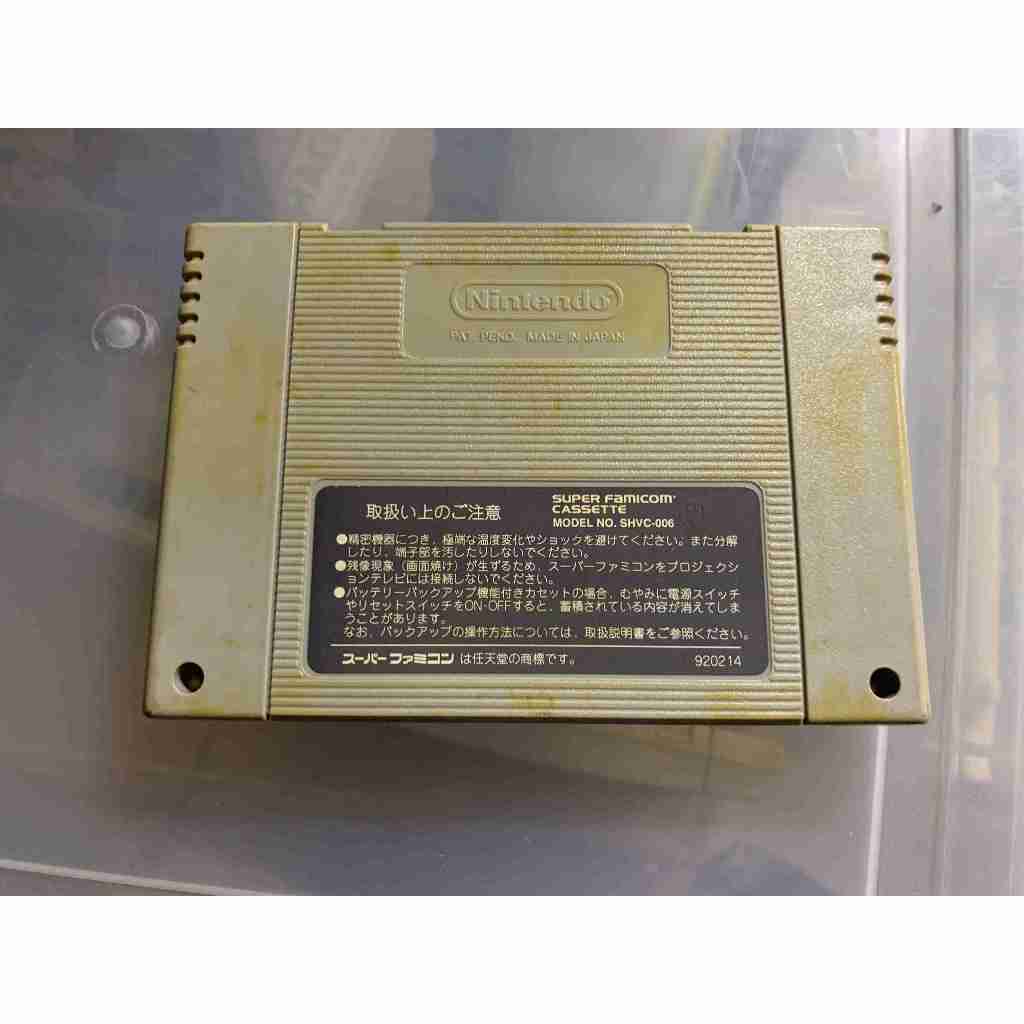 Nintendo
PAT. PEND. MADE IN JAPAN
取扱い上のご注意
SUPER FAMICOM
CASSETTE
MODEL NO. SHVC-006
●精密機器につき、極端な温度変化やショックを避けてください。また分解
したり、端子部を汚したりしないでください。
●残像現象（画面焼け）が生ずるため、スーパーファミコンをプロジェクシ
ョンテレビには接続しないでください。
●バッテリーバックアップ機能付きカセットの場合、むやみに電源スイッチ
やリセットスイッチをON-OFFすると、蓄積されている内容が消えてしま
うことがあります。
なお、バックアップの操作方法については、取扱説明書をご参照ください。
スーパーファミコン は任天堂の商標です。
920214